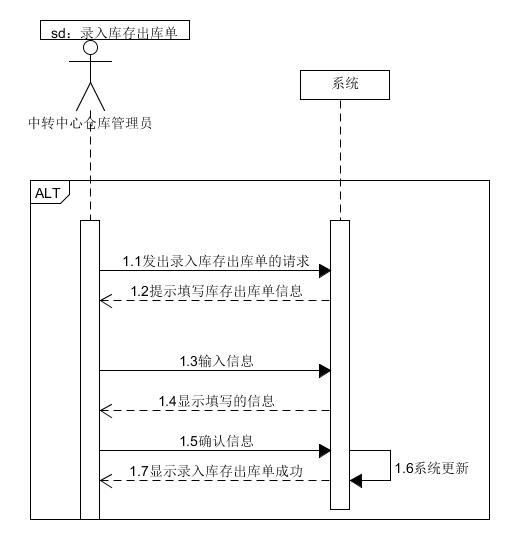 sd：录入库存出库单
系统
中转中心仓库管理员
ALT
1.1发出录入库存出库单的请求
1.2提示填写库存出库单信息
1.3输入信息
1.4显示填写的信息
1.5确认信息
1.6系统更新
1.7显示录入库存出库单成功